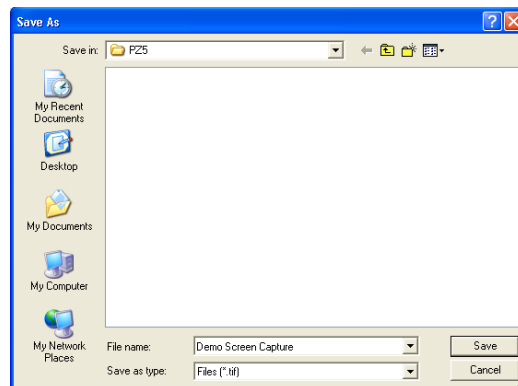 Save As
Save in: PZ5
My Recent
Documents
Desktop
My Documents
My Computer
My Network
Places
File name: Demo Screen Capture Save
Save as type: Files (*.tif) Cancel